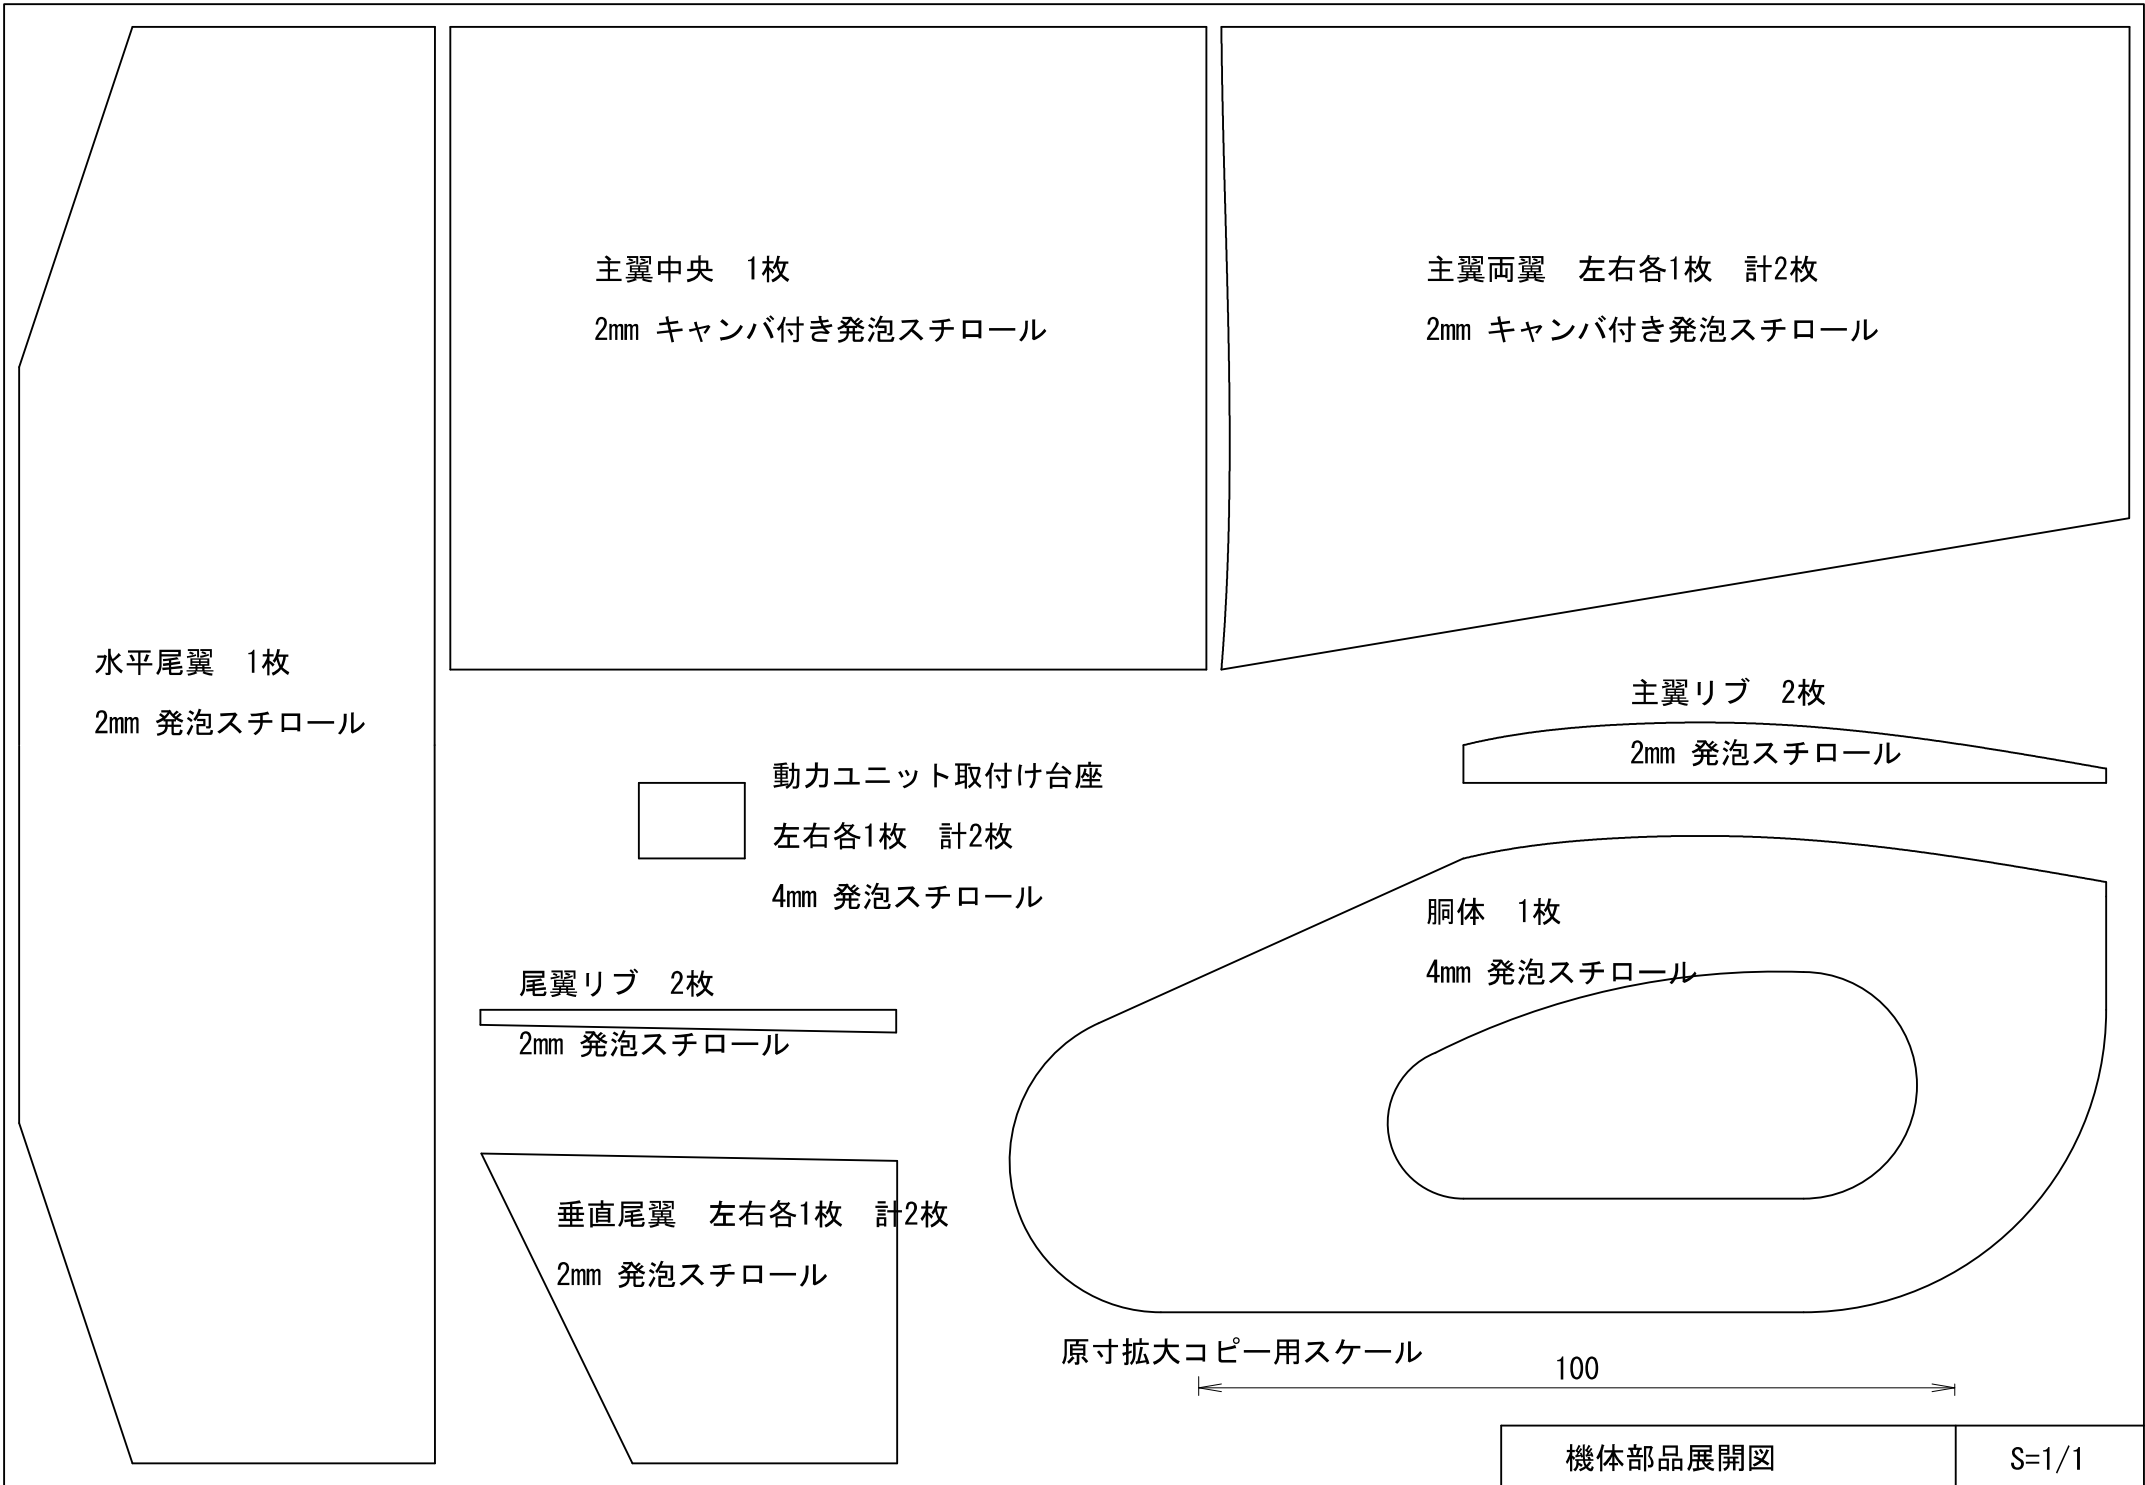 主翼中央　1枚
2mm キャンバ付き発泡スチロール
主翼両翼　左右各1枚　計2枚
2mm キャンバ付き発泡スチロール
水平尾翼　1枚
2mm 発泡スチロール
主翼リブ　2枚
2mm 発泡スチロール
動力ユニット取付け台座
左右各1枚　計2枚
4mm 発泡スチロール
胴体　1枚
4mm 発泡スチロール
尾翼リブ　2枚
2mm 発泡スチロール
垂直尾翼　左右各1枚　計2枚
2mm 発泡スチロール
原寸拡大コピー用スケール
100
機体部品展開図
S=1/1